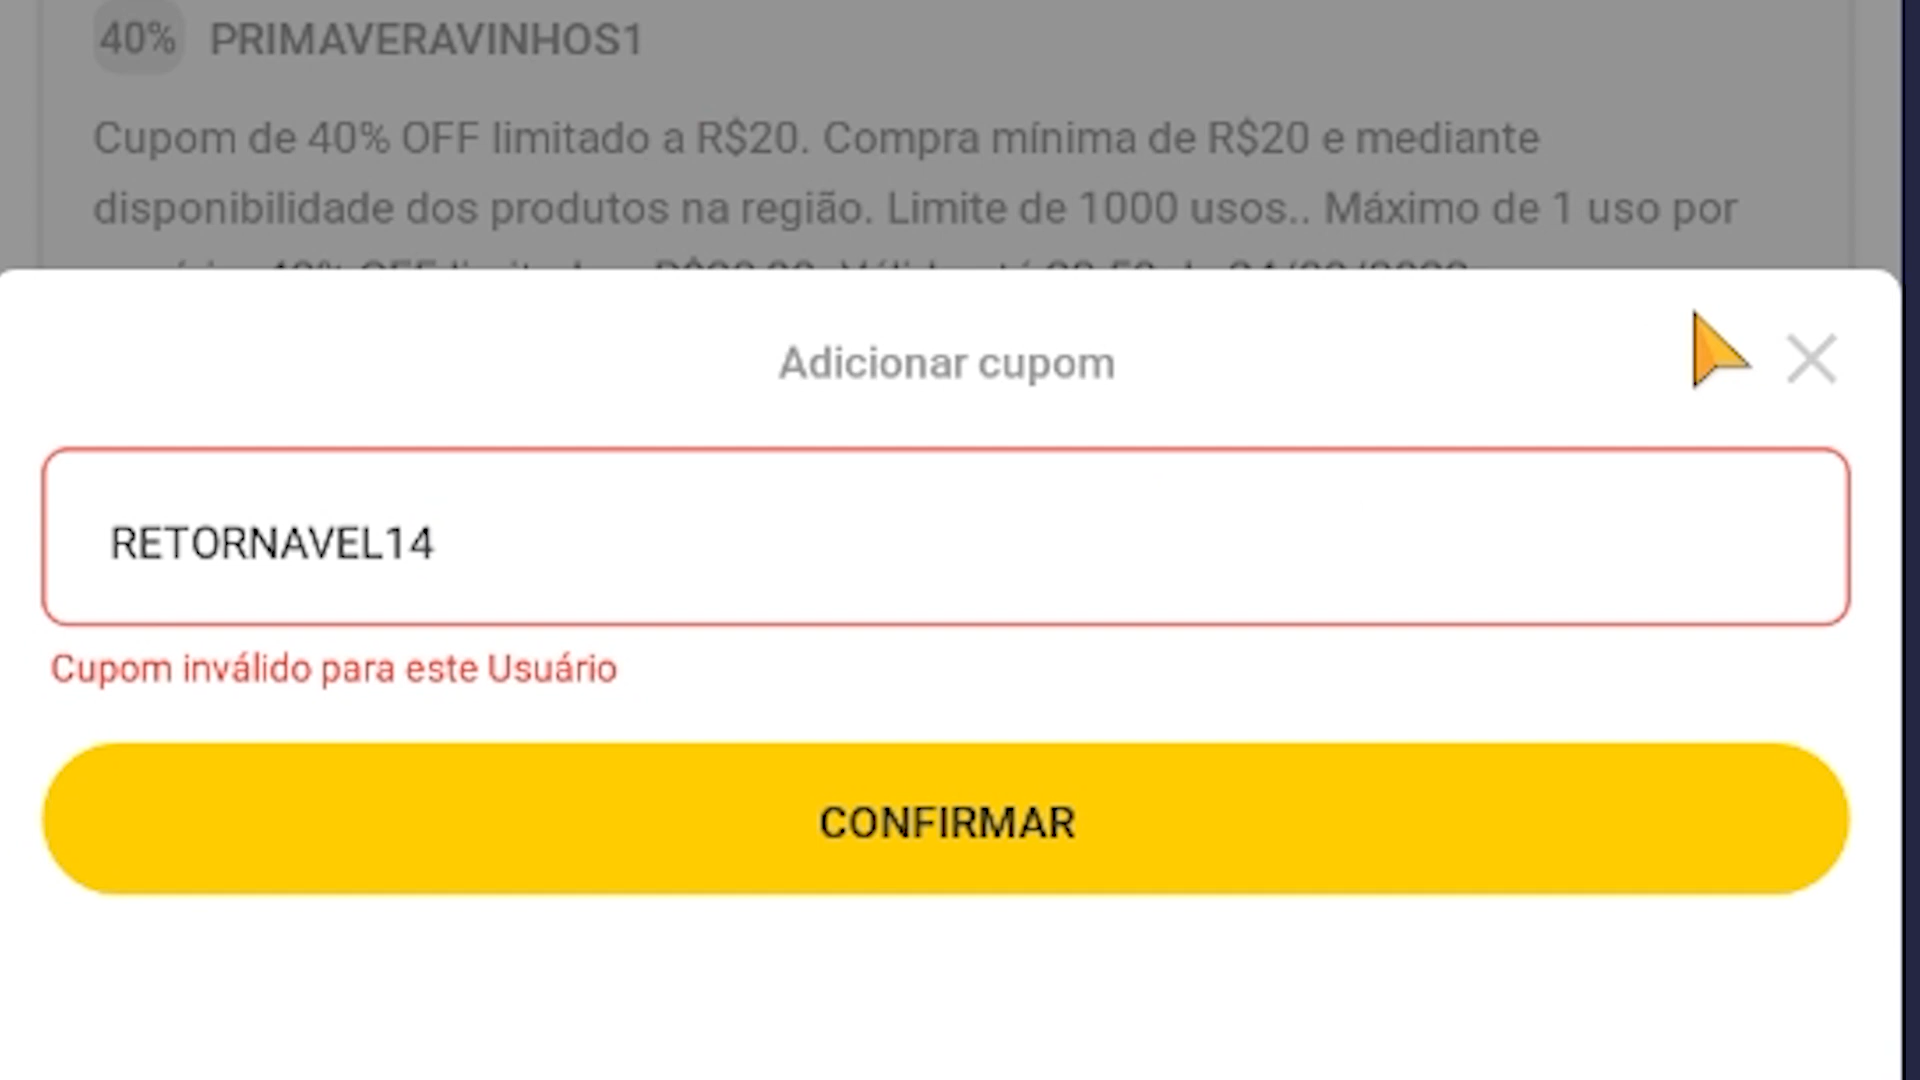 40% PRIMAVERAVINHOS1
Cupom de 40% OFF limitado a R$20. Compra mínima de R$20 e mediante
disponibilidade dos produtos na região. Limite de 1000 usos.. Máximo de 1 uso por
Adicionar cupom
RETORNAVEL14
Cupom inválido para este Usuário
CONFIRMAR